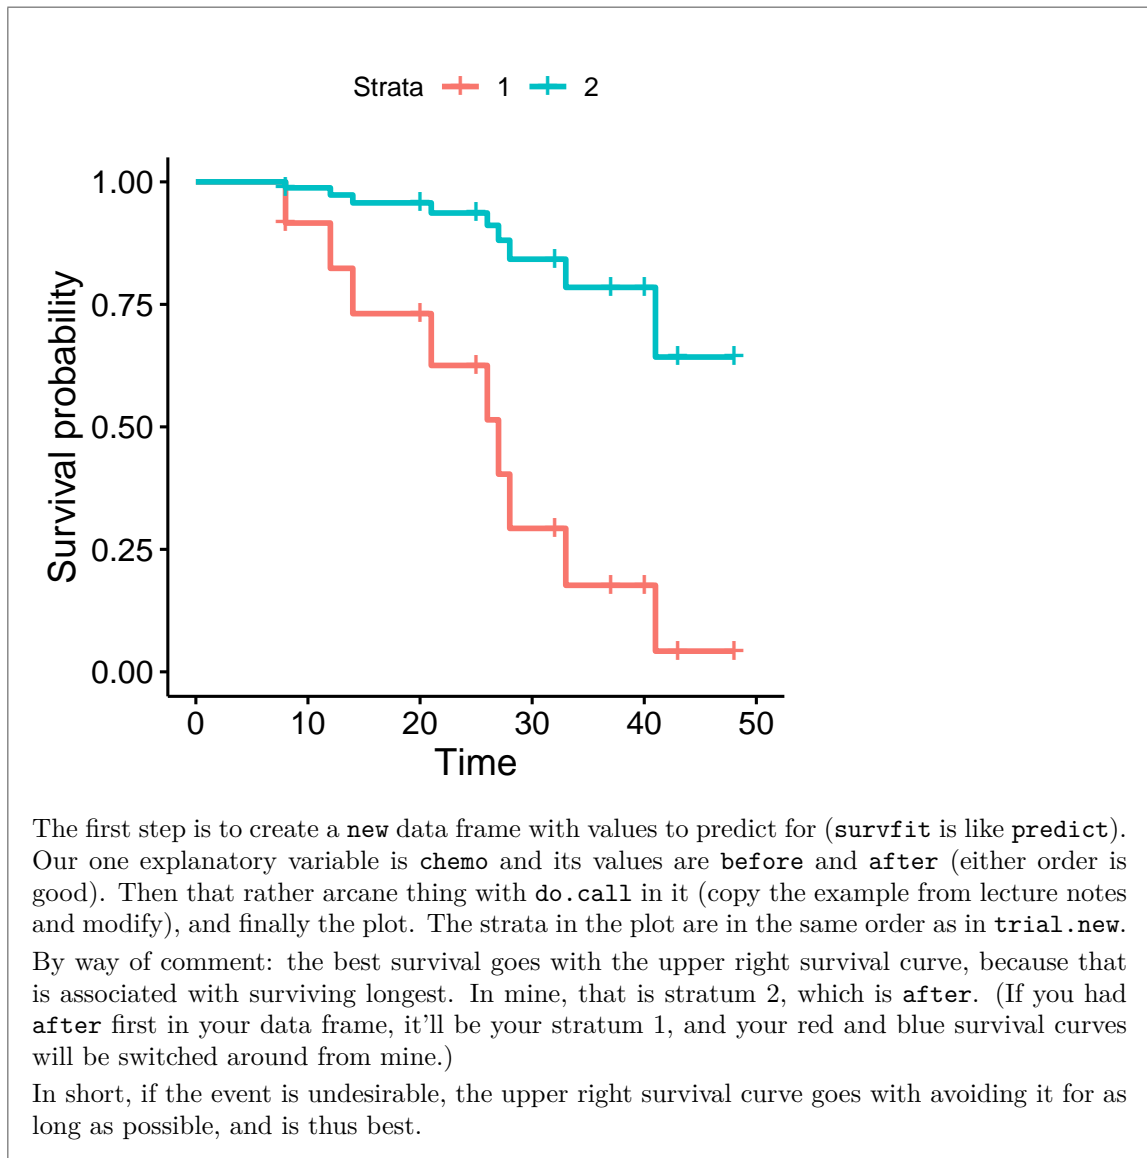 Strata 1 2
1.00
0.75
0.50
0.25
0.00
Survival probability
0 10 20 30 40 50
Time
The first step is to create a new data frame with values to predict for (survfit is like predict).
Our one explanatory variable is chemo and its values are before and after (either order is
good). Then that rather arcane thing with do.call in it (copy the example from lecture notes
and modify), and finally the plot. The strata in the plot are in the same order as in trial.new.
By way of comment: the best survival goes with the upper right survival curve, because that
is associated with surviving longest. In mine, that is stratum 2, which is after. (If you had
after first in your data frame, it'll be your stratum 1, and your red and blue survival curves
will be switched around from mine.)
In short, if the event is undesirable, the upper right survival curve goes with avoiding it for as
long as possible, and is thus best.